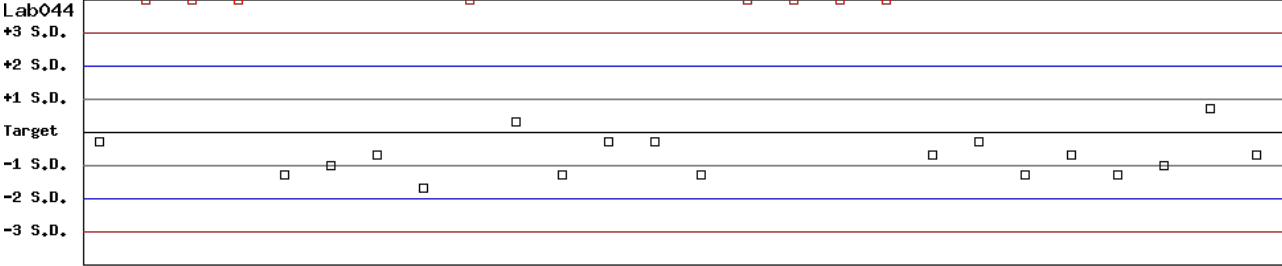 Lab044
+3 S.D.
+2 S.D.
+1 S.D.
Target
-1 S.D.
-2 S.D.
-3 S.D.